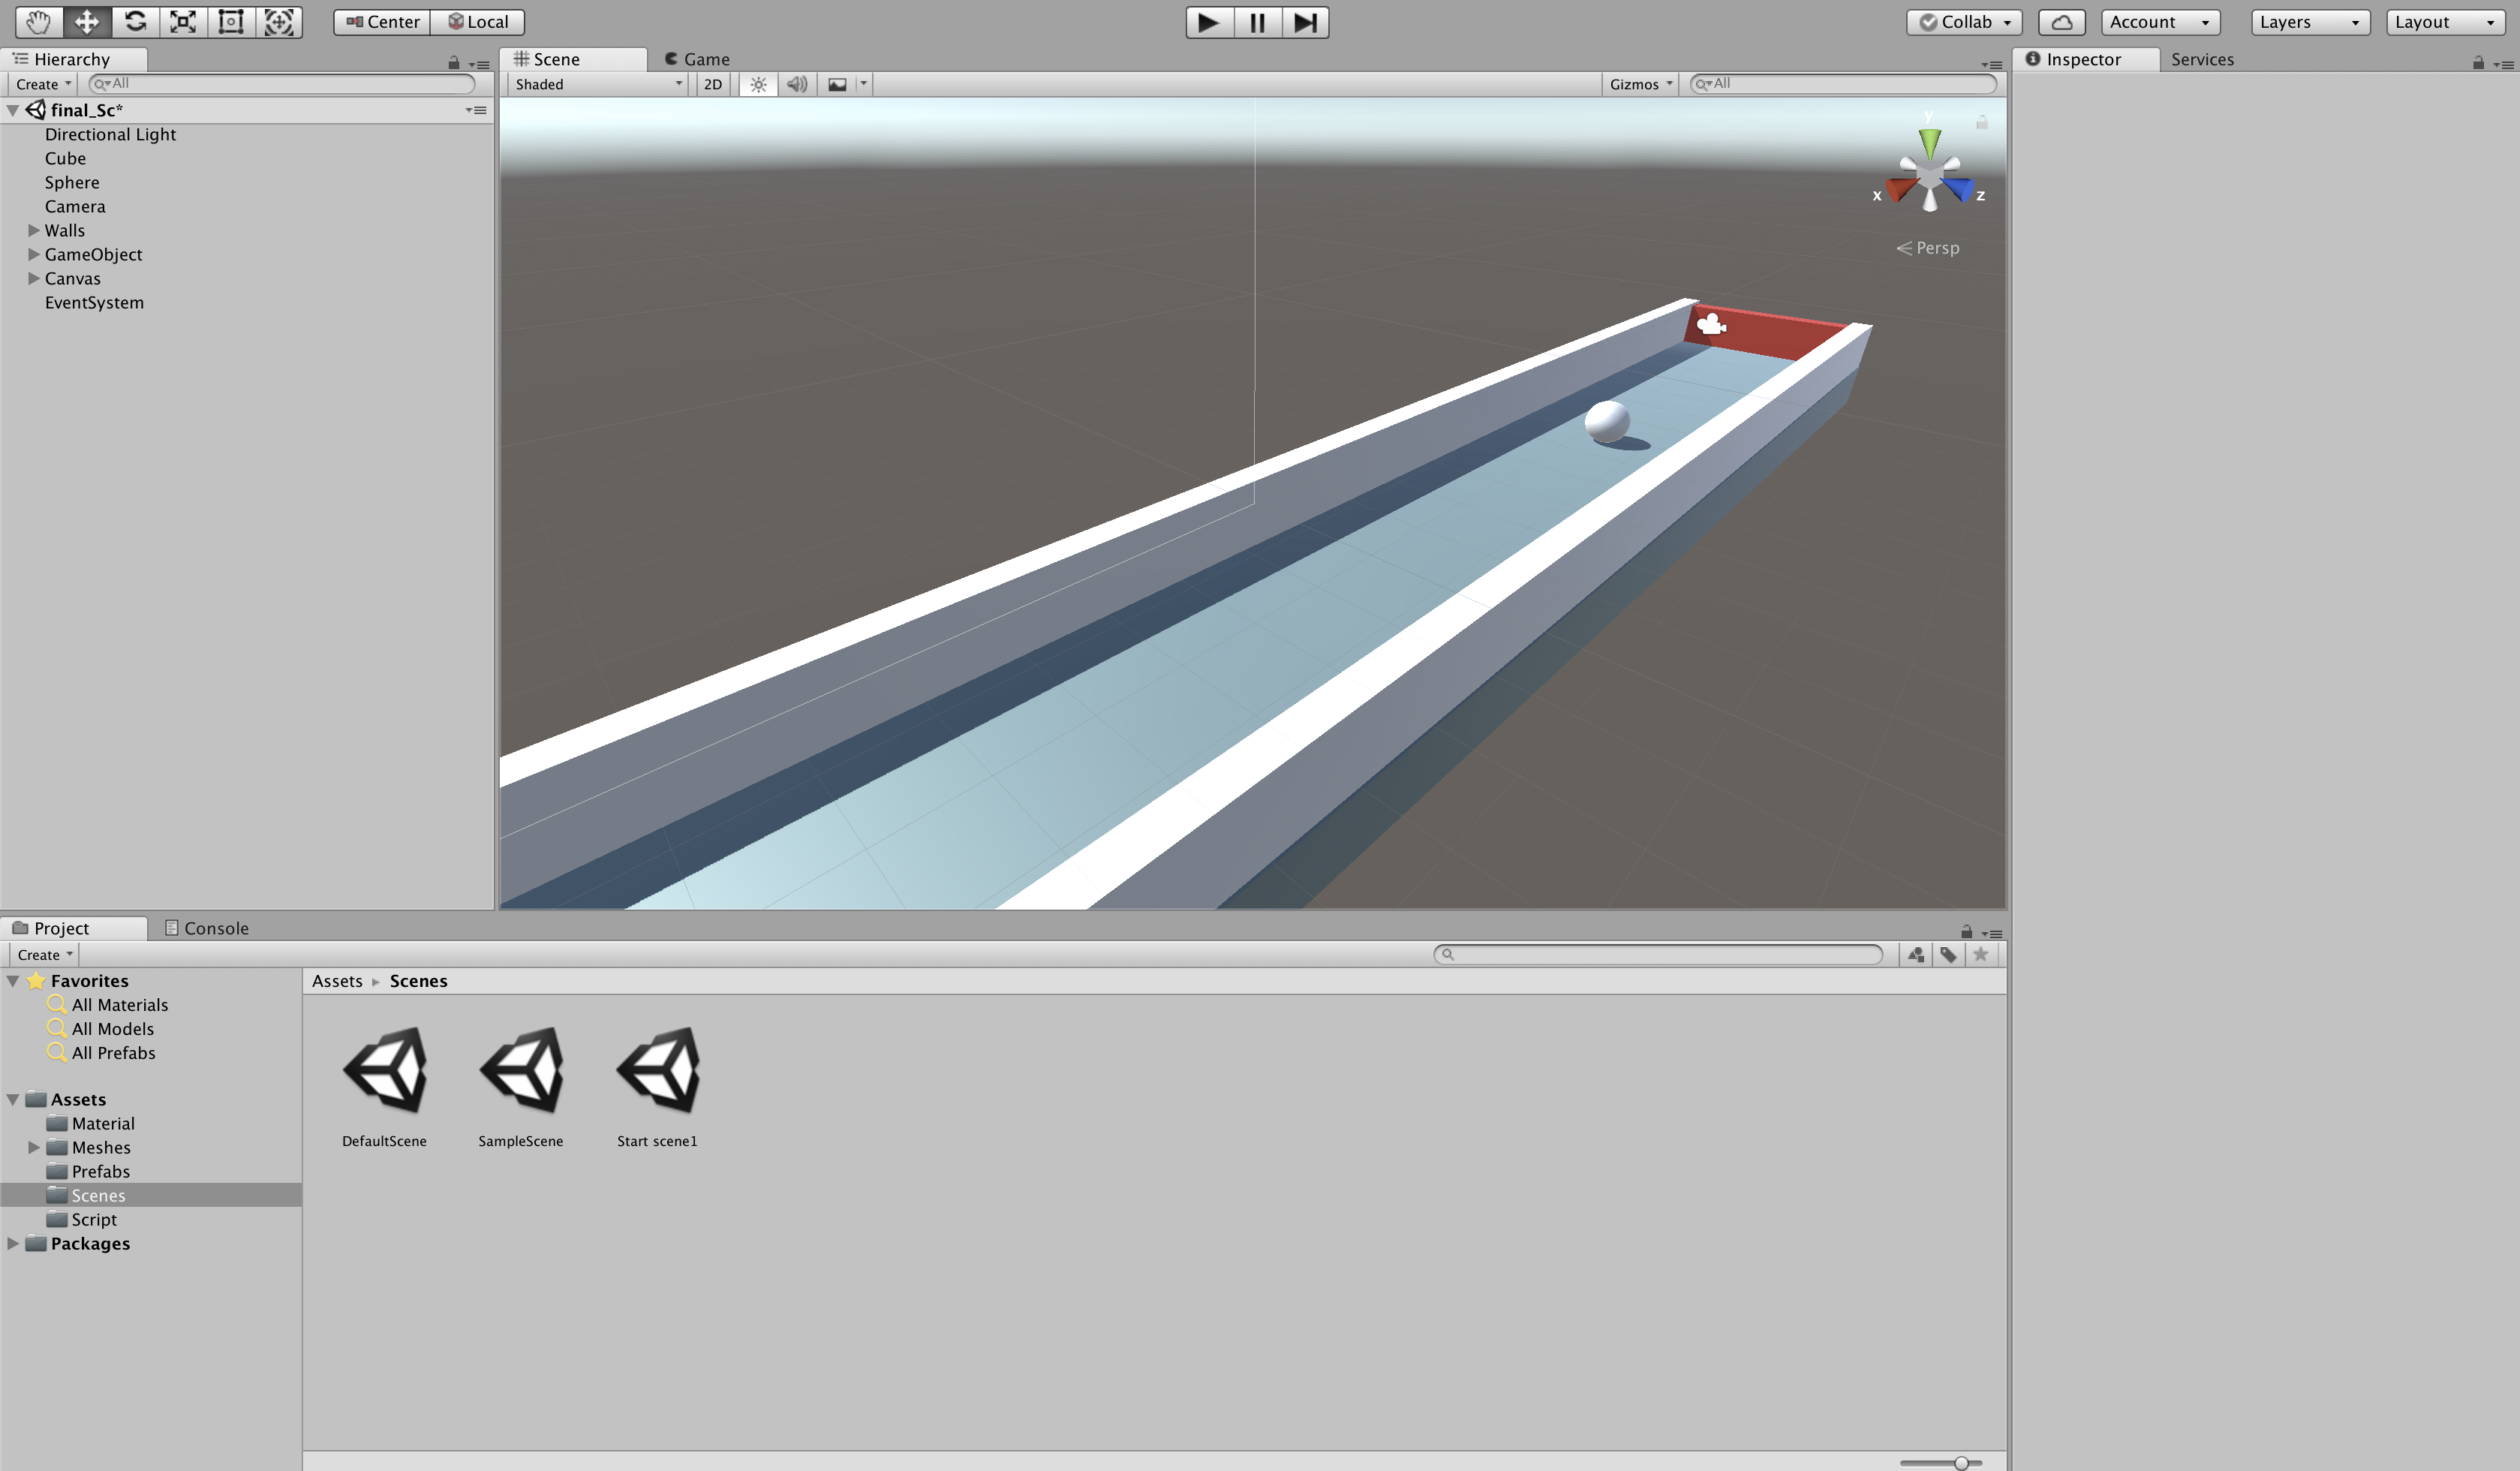 Center Local Collab Account Layers Layout
Hierarchy
Create All
final_Sc*
Directional Light
Cube
Sphere
Camera
Walls
GameObject
Canvas
EventSystem
Scene Game
Shaded 2D Gizmos All
y
x z
Persp
Inspector Services
Project Console
Create
Favorites
All Materials
All Models
All Prefabs
Assets
Material
Meshes
Prefabs
Scenes
Script
Packages
Assets Scenes
DefaultScene SampleScene Start scene1